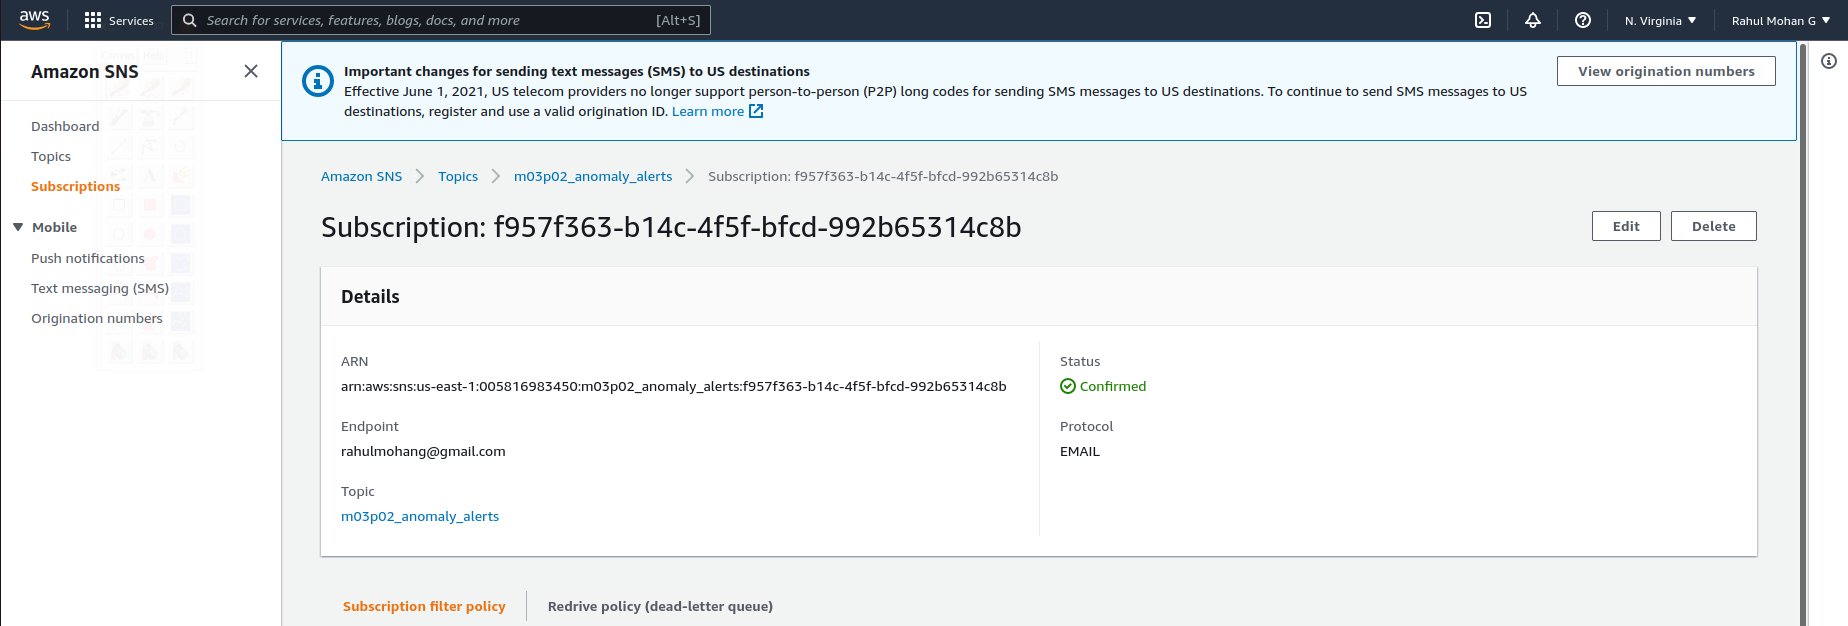 aws
Services
Search for services, features, blogs, docs, and more [Alt+S]
N. Virginia
Rahul Mohan G
Amazon SNS
Dashboard
Topics
Subscriptions
Mobile
Push notifications
Text messaging (SMS)
Origination numbers
Important changes for sending text messages (SMS) to US destinations
Effective June 1, 2021, US telecom providers no longer support person-to-person (P2P) long codes for sending SMS messages to US destinations. To continue to send SMS messages to US
destinations, register and use a valid origination ID. Learn more
View origination numbers
Amazon SNS Topics m03p02_anomaly_alerts Subscription: f957f363-b14c-4f5f-bfcd-992b65314c8b
Subscription: f957f363-b14c-4f5f-bfcd-992b65314c8b
Edit
Delete
Details
ARN
arn:aws:sns:us-east-1:005816983450:m03p02_anomaly_alerts:f957f363-b14c-4f5f-bfcd-992b65314c8b
Endpoint
rahulmohang@gmail.com
Topic
m03p02_anomaly_alerts
Status
Confirmed
Protocol
EMAIL
Subscription filter policy
Redrive policy (dead-letter queue)